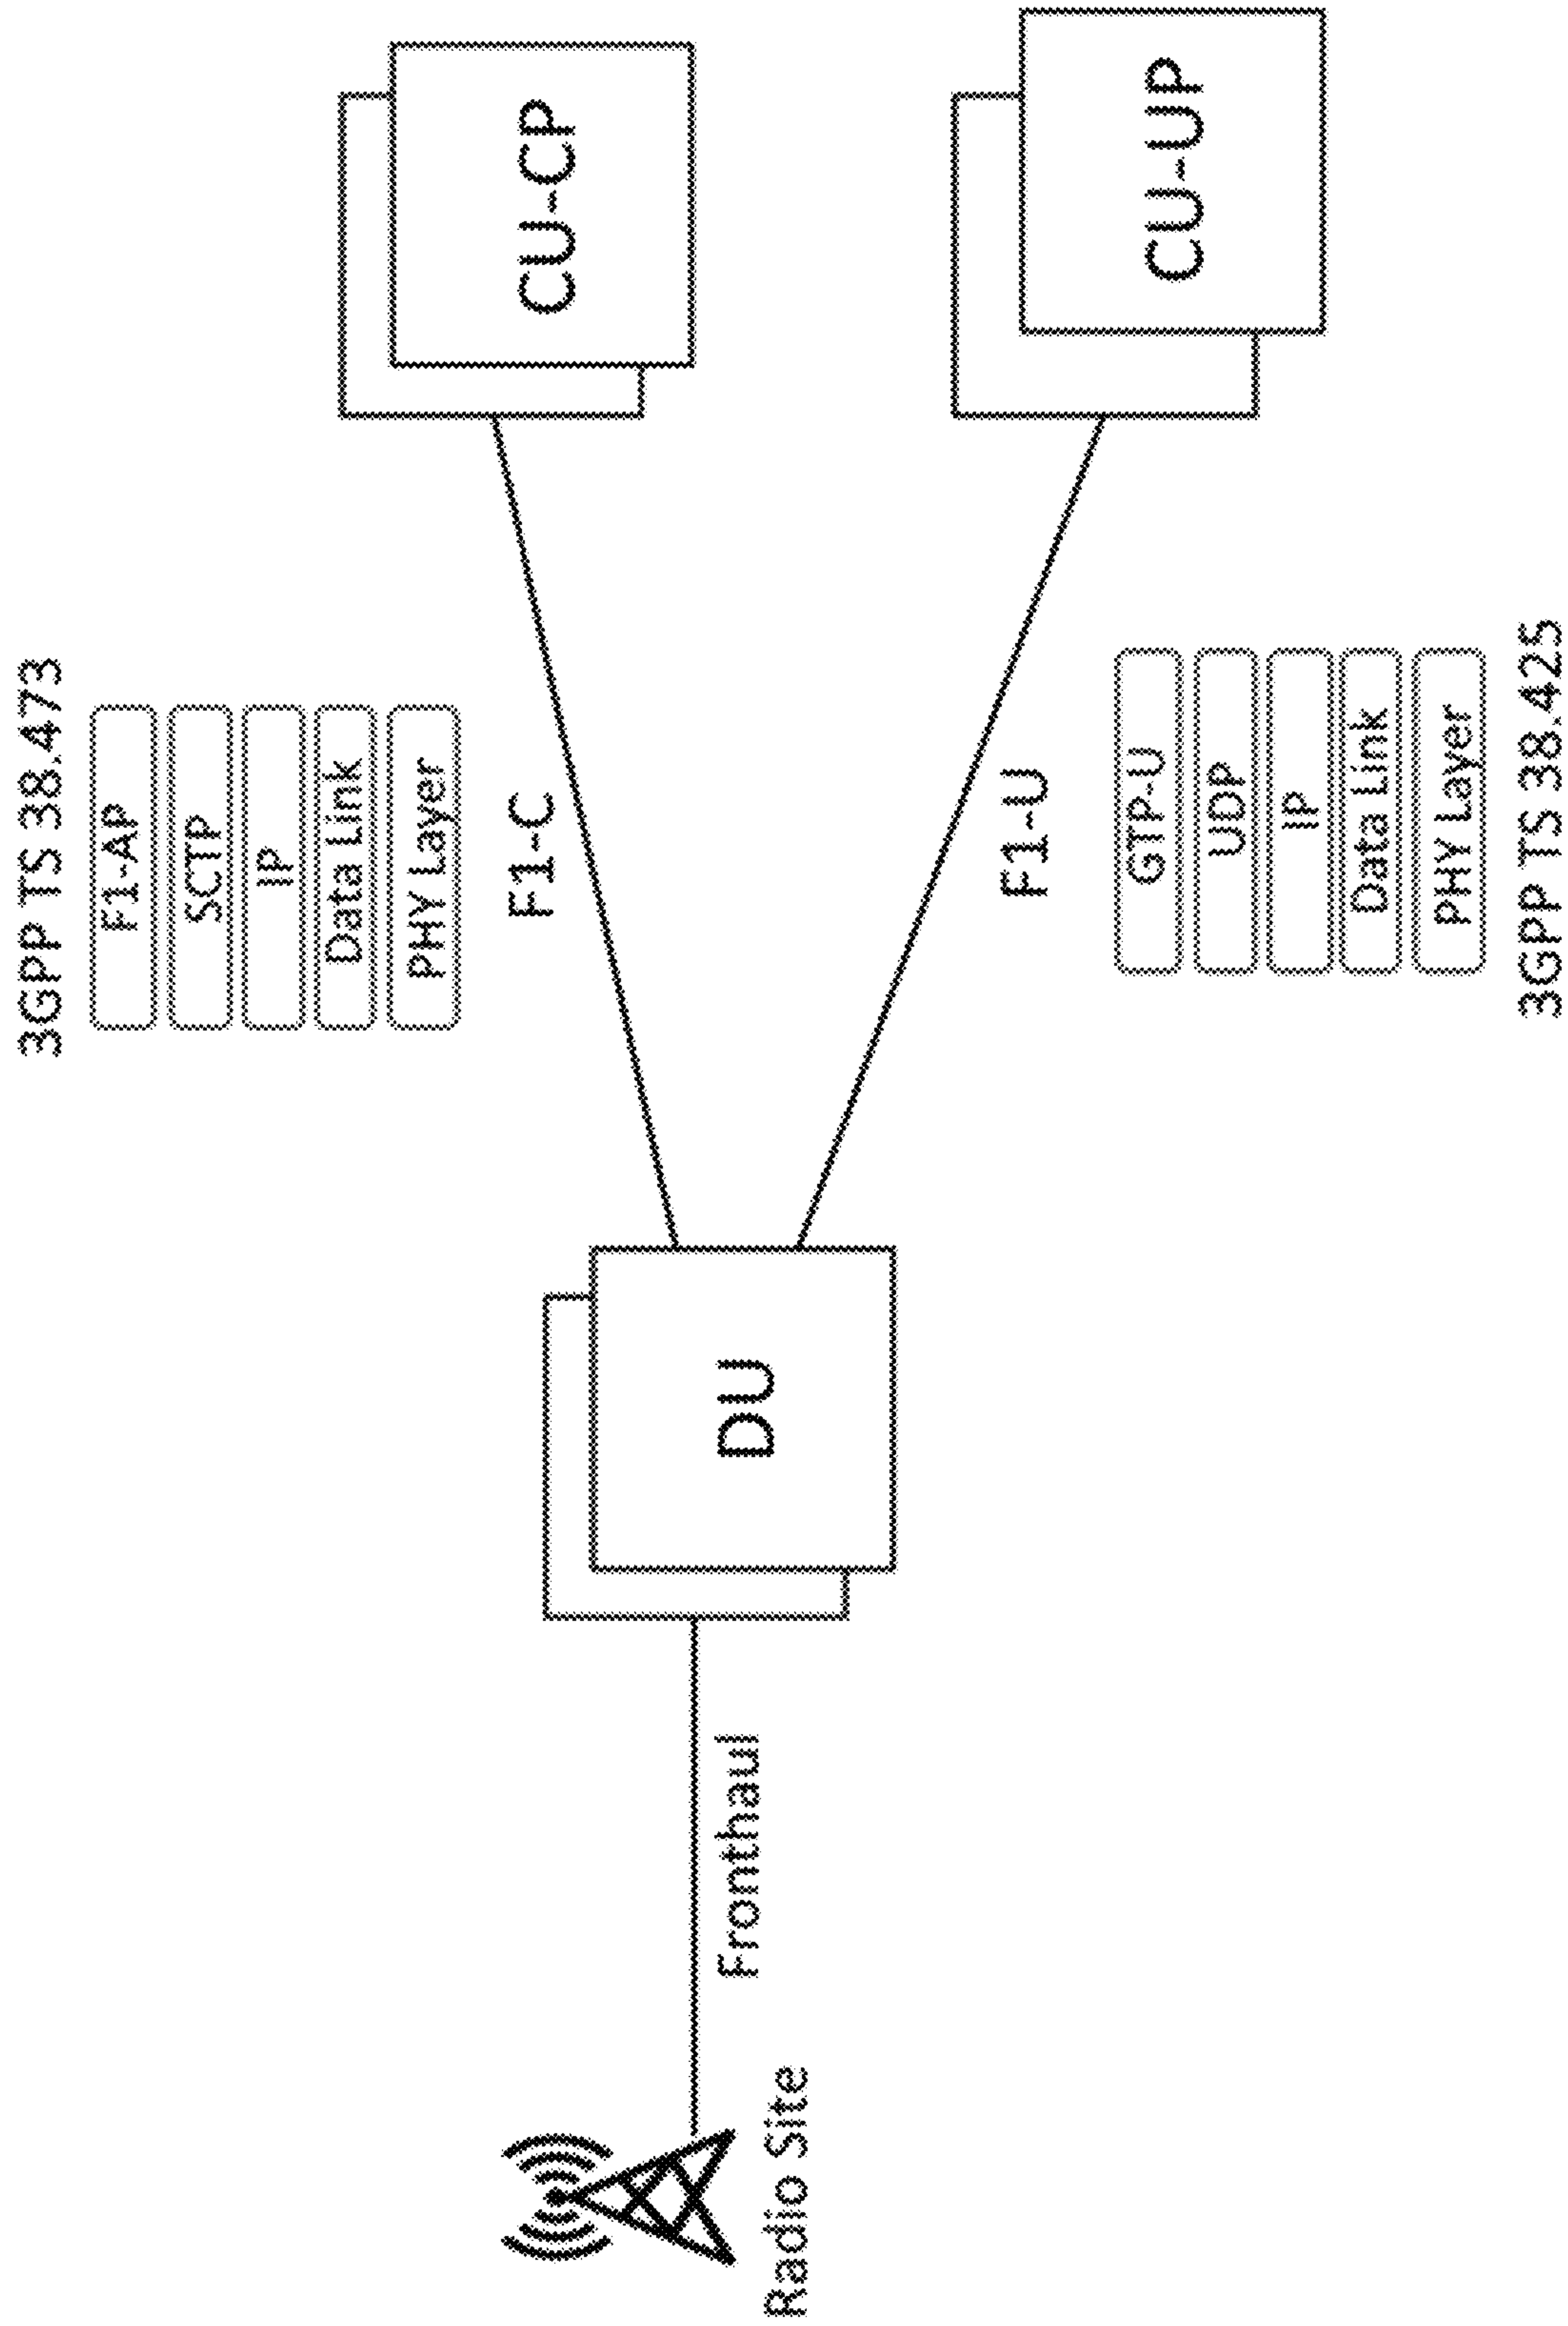 3GPP TS 38.473
F1-AP
SCTP
IP
Data Link
PHY Layer
F1-C
CU-CP
Radio Site
Fronthaul
DU
F1-U
CU-UP
GTP-U
UDP
IP
Data Link
PHY Layer
3GPP TS 38.425